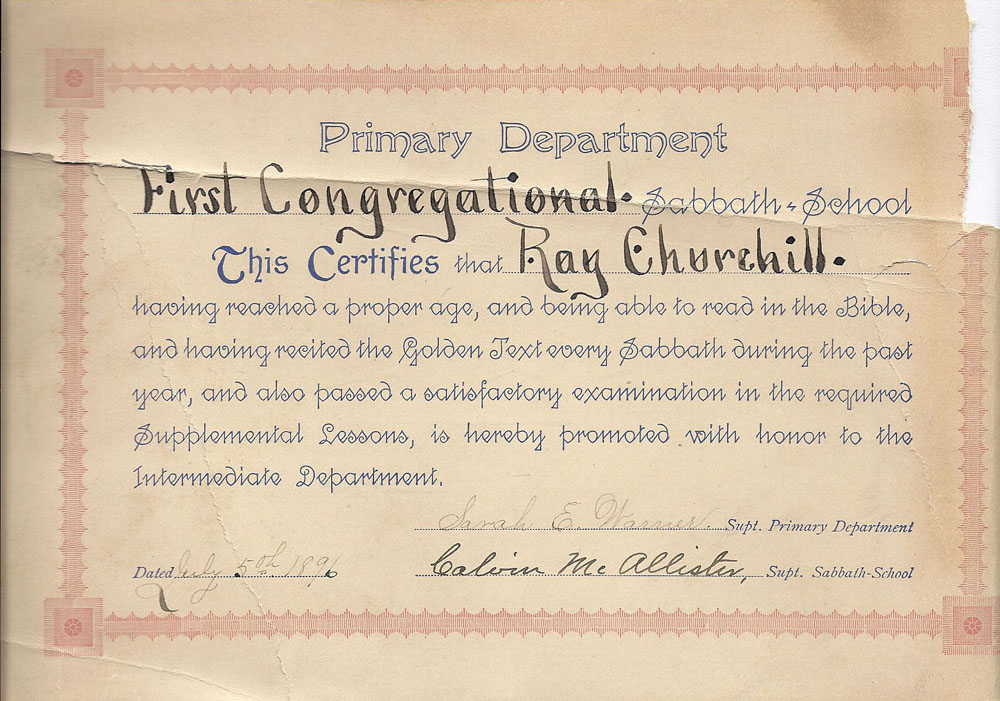 Primary Department
First Congregational. Sabbath-School
This Certifies that Ray Churchill.
having reached a proper age, and being able to read in the Bible,
and having recited the Golden Text every Sabbath during the past
year, and also passed a satisfactory examination in the required
Supplemental Lessons, is hereby promoted with honor to the
Intermediate Department.
Sarah E. Warner. Supt. Primary Department
Dated July 5th 1896 Calvin McAllister, Supt. Sabbath-School